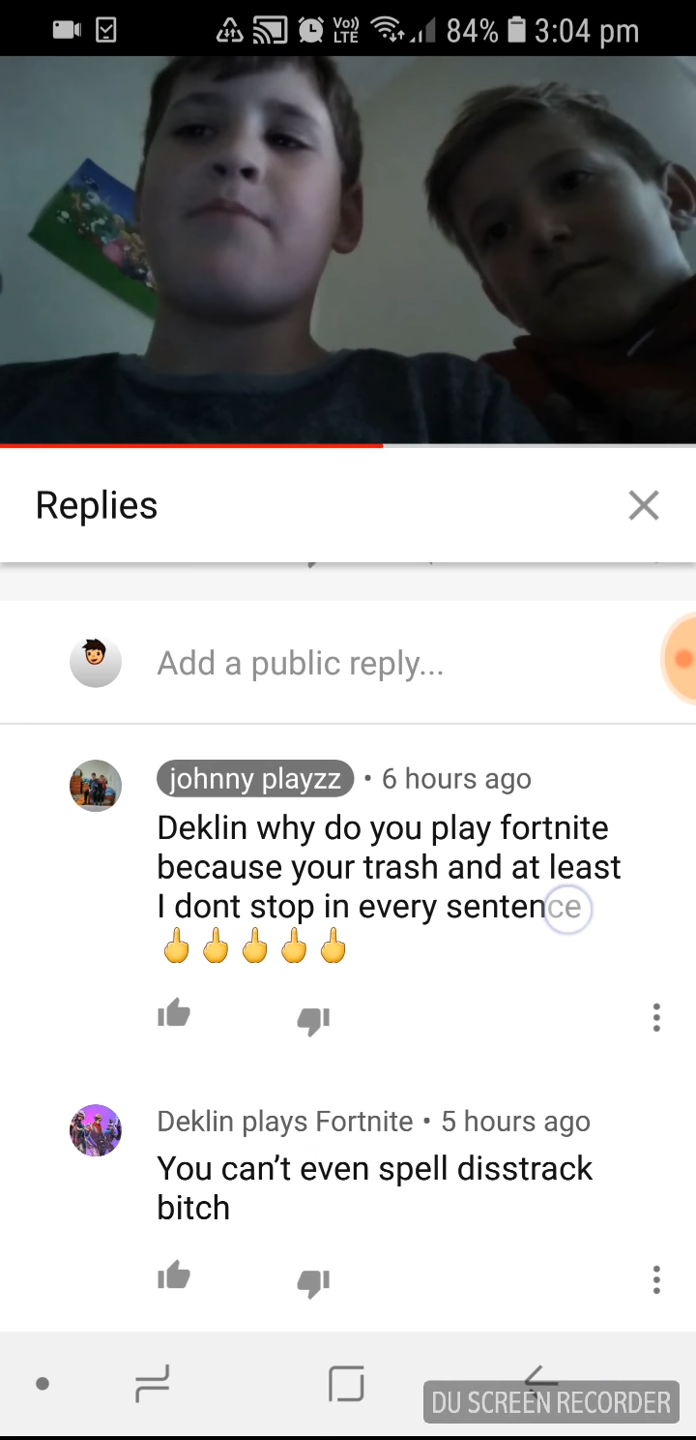 Vo)) LTE 84% 3:04 pm
Replies
Add a public reply...
johnny playzz • 6 hours ago
Deklin why do you play fortnite
because your trash and at least
I dont stop in every sentence
🖕🖕🖕🖕🖕
Deklin plays Fortnite • 5 hours ago
You can't even spell disstrack
bitch
DU SCREEN RECORDER